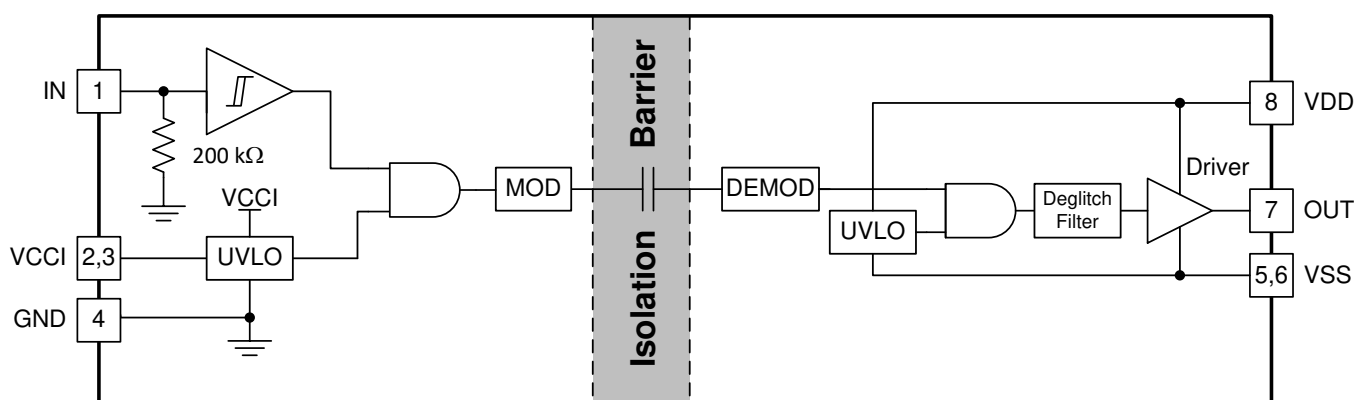 IN
1
200 kΩ
VCCI
VCCI
2,3
UVLO
GND
4
MOD
Isolation Barrier
DEMOD
UVLO
Deglitch
Filter
Driver
8
VDD
7
OUT
5,6
VSS